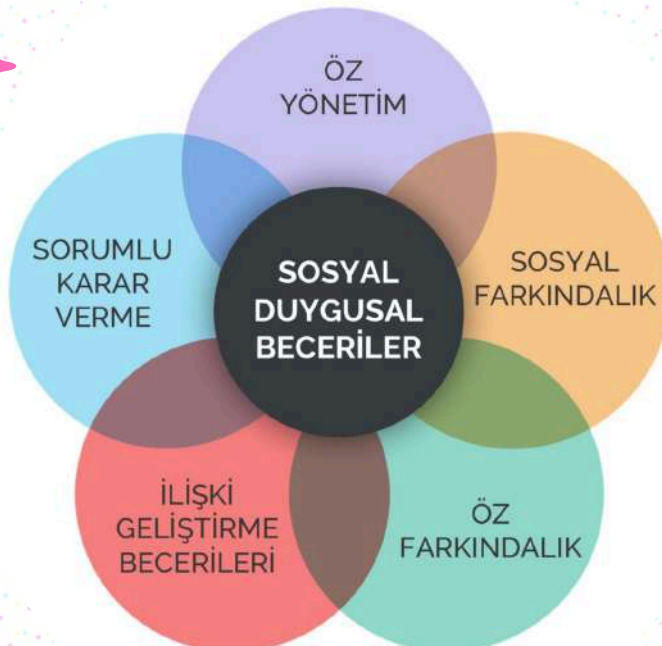 ÖZ
YÖNETİM
SORUMLU
KARAR
VERME
SOSYAL
DUYGUSAL
BECERİLER
SOSYAL
FARKINDALIK
İLİŞKİ
GELİŞTİRME
BECERİLERİ
ÖZ
FARKINDALIK